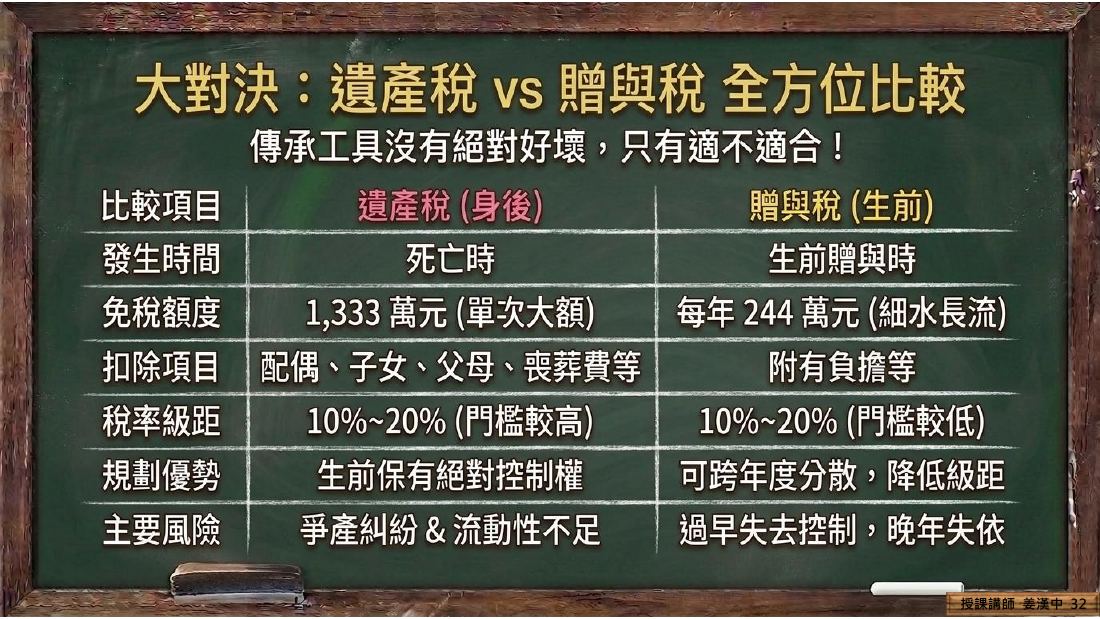 大對決：遺產稅 vs 贈與稅 全方位比較
傳承工具沒有絕對好壞，只有適不適合！
比較項目 遺產稅 (身後) 贈與稅 (生前)
發生時間 死亡時 生前贈與時
免稅額度 1,333 萬元 (單次大額) 每年 244 萬元 (細水長流)
扣除項目 配偶、子女、父母、喪葬費等 附有負擔等
稅率級距 10%~20% (門檻較高) 10%~20% (門檻較低)
規劃優勢 生前保有絕對控制權 可跨年度分散，降低級距
主要風險 爭產糾紛 & 流動性不足 過早失去控制，晚年失依
授課講師 姜漢中 32